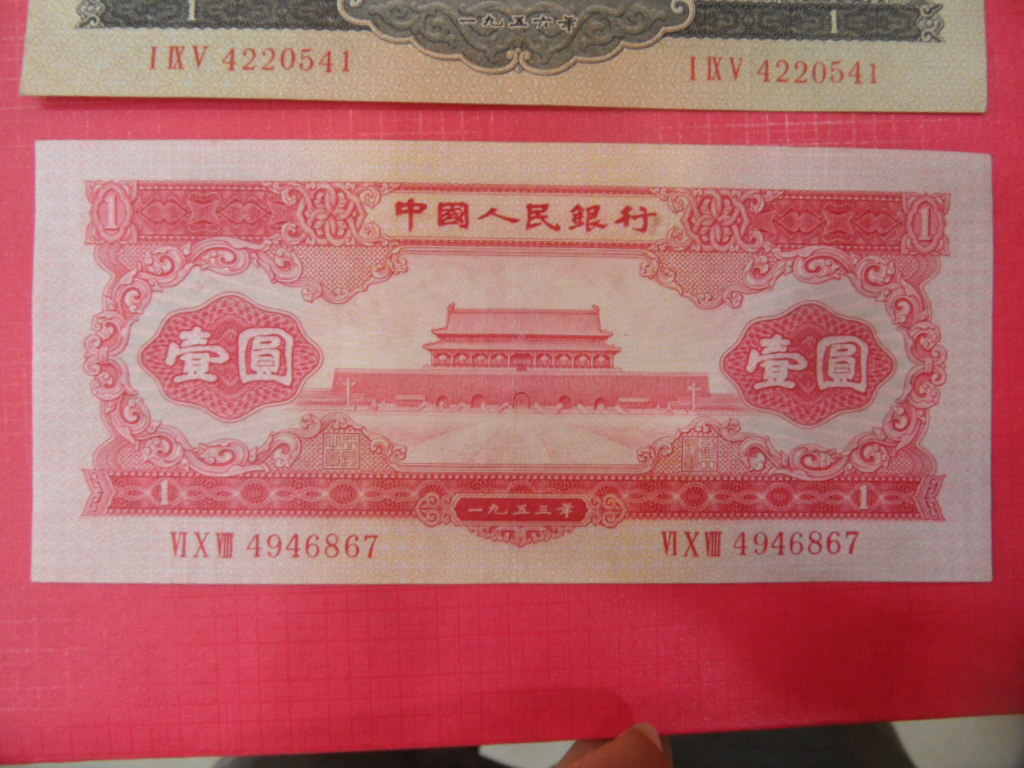 1 一九五六年 1
I IX V 4220541 I IX V 4220541
1 中國人民銀行 1
壹圓 壹圓
1 一九五三年 1
VI X VIII 4946867 VI X VIII 4946867